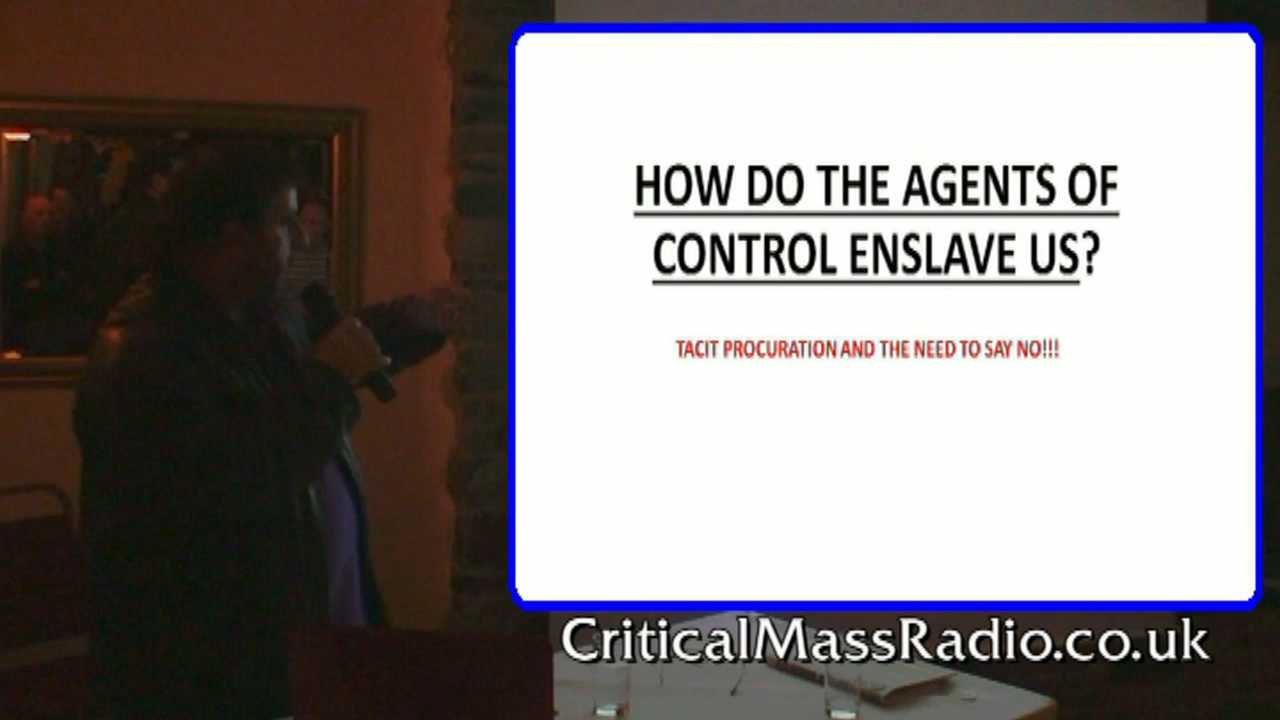 HOW DO THE AGENTS OF
CONTROL ENSLAVE US?
TACIT PROCURATION AND THE NEED TO SAY NO!!!
CriticalMassRadio.co.uk